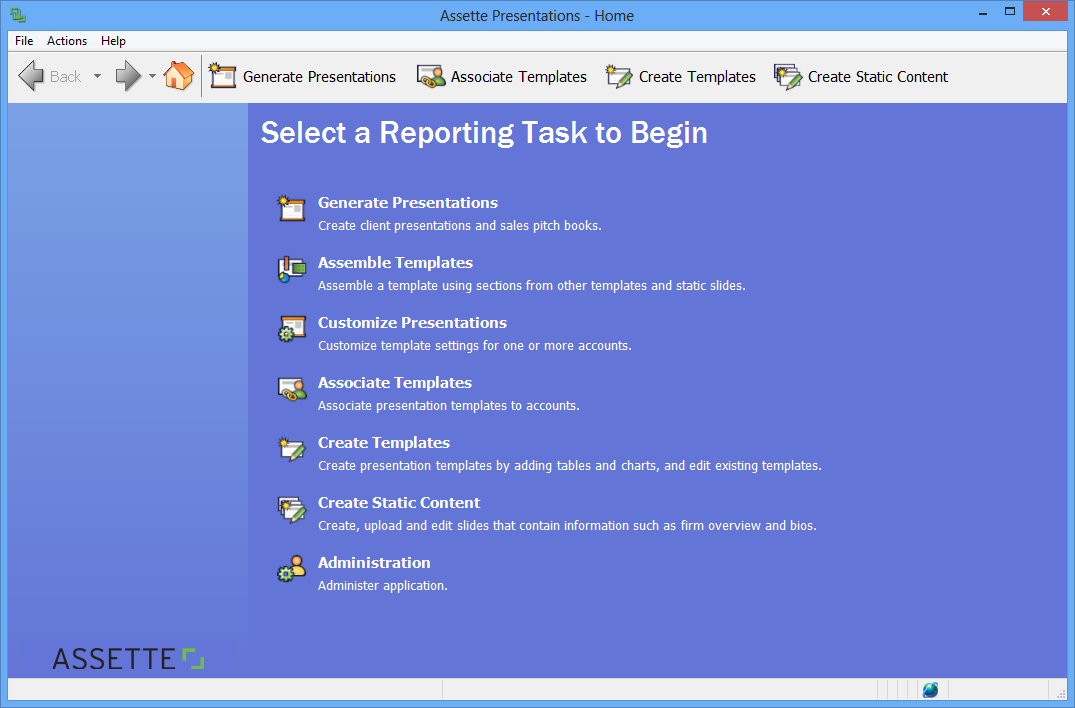 Assette Presentations - Home
File Actions Help
Back Generate Presentations Associate Templates Create Templates Create Static Content
Select a Reporting Task to Begin
Generate Presentations
Create client presentations and sales pitch books.
Assemble Templates
Assemble a template using sections from other templates and static slides.
Customize Presentations
Customize template settings for one or more accounts.
Associate Templates
Associate presentation templates to accounts.
Create Templates
Create presentation templates by adding tables and charts, and edit existing templates.
Create Static Content
Create, upload and edit slides that contain information such as firm overview and bios.
Administration
Administer application.
ASSETTE